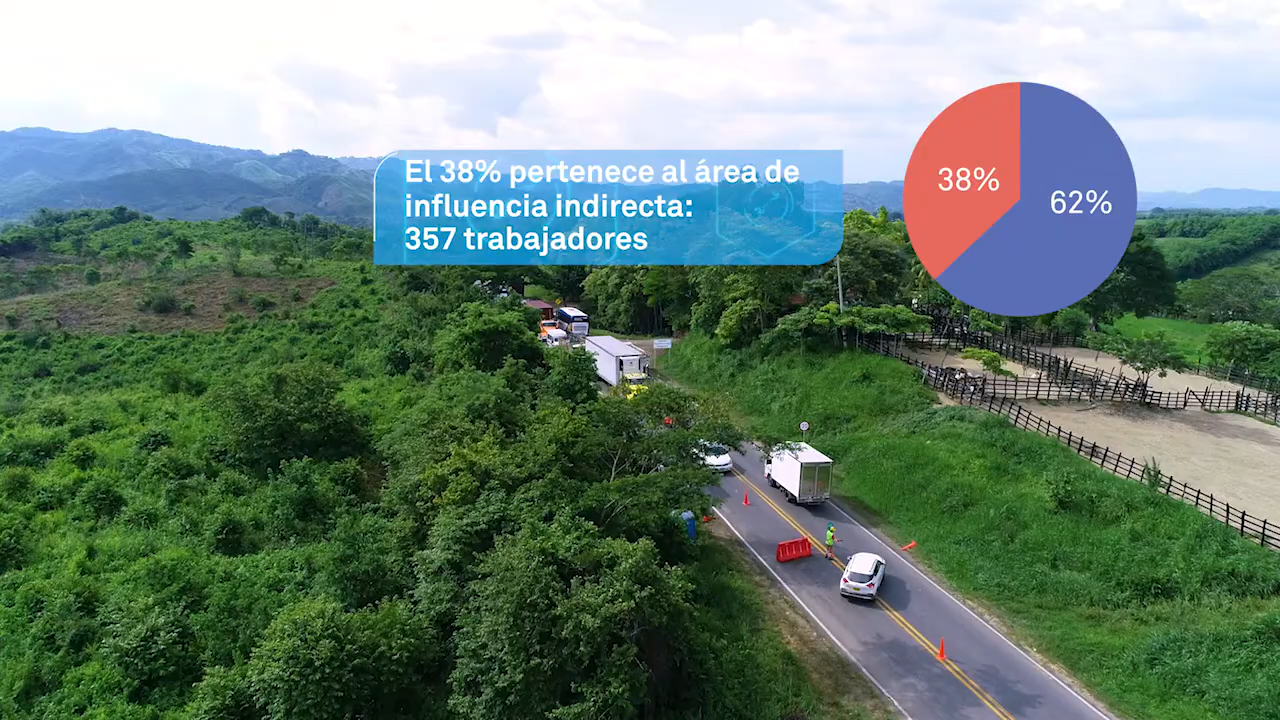 El 38% pertenece al área de
influencia indirecta:
357 trabajadores
38%
62%